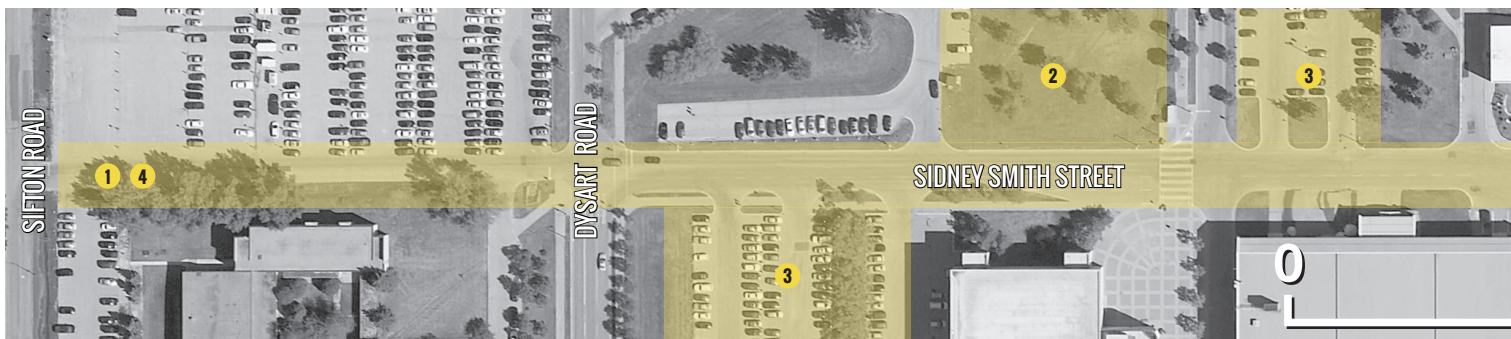 SIFTON ROAD
1
4
DYSART ROAD
3
2
SIDNEY SMITH STREET
3
0